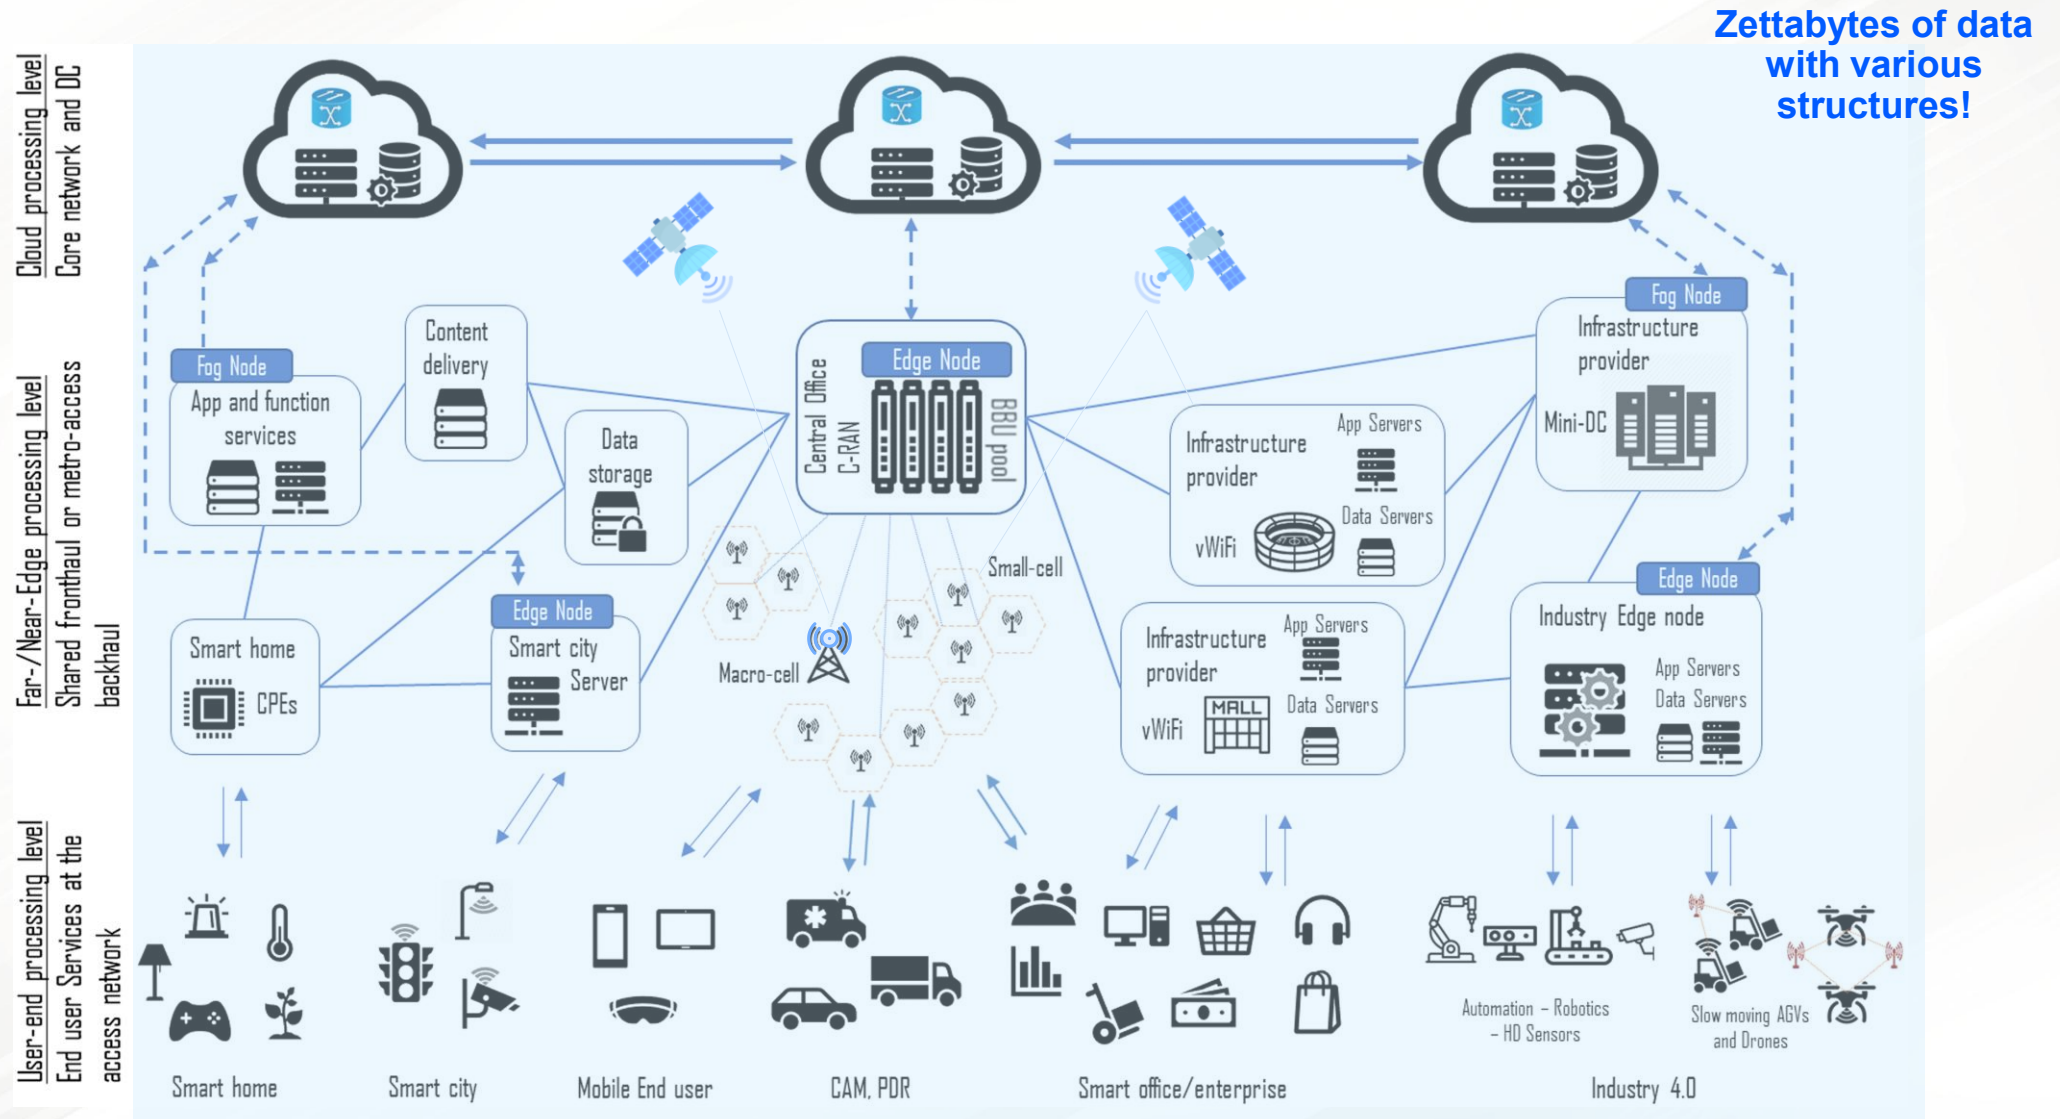 Zettabytes of data
with various
structures!
Cloud processing level
Core network and DC
Far-/Near-Edge processing level
Shared fronthaul or metro-access
backhaul
User-end processing level
End user Services at the
access network
Fog Node
App and function
services
Content
delivery
Data
storage
Smart home
CPEs
Edge Node
Smart city
Server
Central Office
C-RAN
Edge Node
BBU pool
Macro-cell
Small-cell
Infrastructure
provider
App Servers
Data Servers
vWiFi
Infrastructure
provider
App Servers
Data Servers
vWiFi
MALL
Fog Node
Infrastructure
provider
Mini-DC
Edge Node
Industry Edge node
App Servers
Data Servers
Automation – Robotics
– HD Sensors
Slow moving AGVs
and Drones
Smart home
Smart city
Mobile End user
CAM, PDR
Smart office/enterprise
Industry 4.0